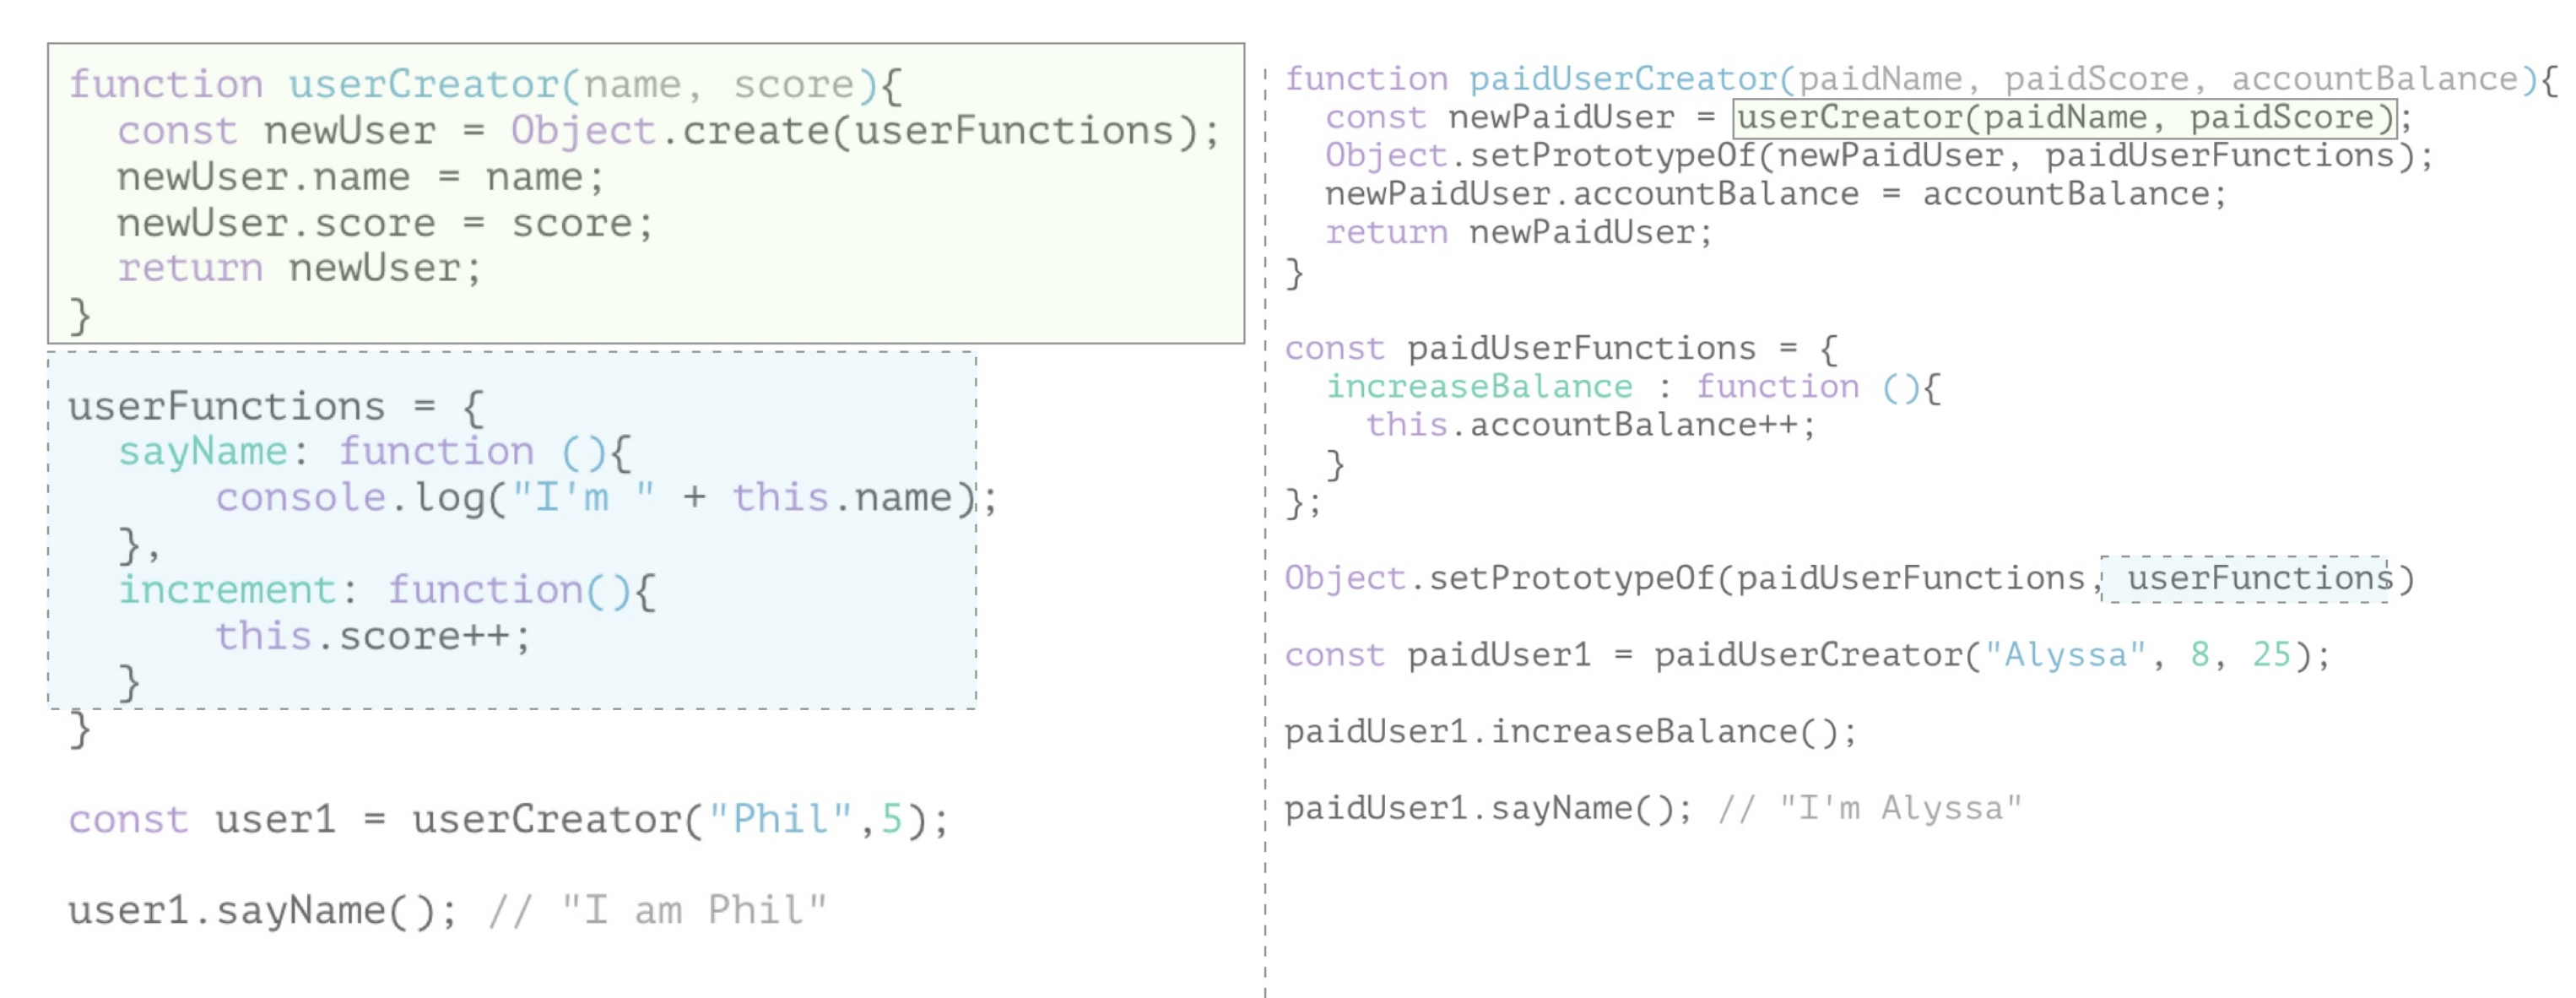 function userCreator(name, score){
  const newUser = Object.create(userFunctions);
  newUser.name = name;
  newUser.score = score;
  return newUser;
}
userFunctions = {
  sayName: function (){
      console.log("I'm " + this.name);
  },
  increment: function(){
      this.score++;
  }
}
const user1 = userCreator("Phil",5);
user1.sayName(); // "I am Phil"
function paidUserCreator(paidName, paidScore, accountBalance){
  const newPaidUser = userCreator(paidName, paidScore);
  Object.setPrototypeOf(newPaidUser, paidUserFunctions);
  newPaidUser.accountBalance = accountBalance;
  return newPaidUser;
}
const paidUserFunctions = {
  increaseBalance : function (){
    this.accountBalance++;
  }
};
Object.setPrototypeOf(paidUserFunctions, userFunctions)
const paidUser1 = paidUserCreator("Alyssa", 8, 25);
paidUser1.increaseBalance();
paidUser1.sayName(); // "I'm Alyssa"